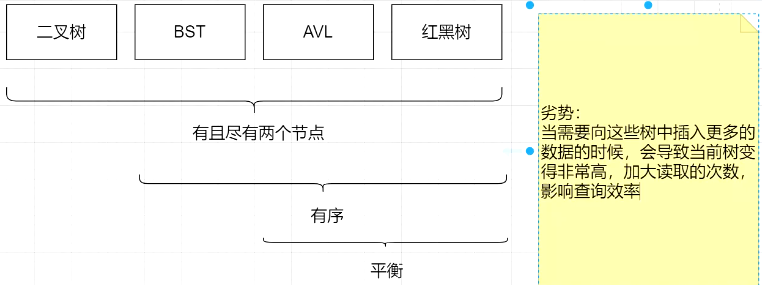 二叉树
BST
AVL
红黑树
有且尽有两个节点
有序
平衡
劣势：
当需要向这些树中插入更多的
数据的时候，会导致当前树变
得非常高，加大读取的次数，
影响查询效率